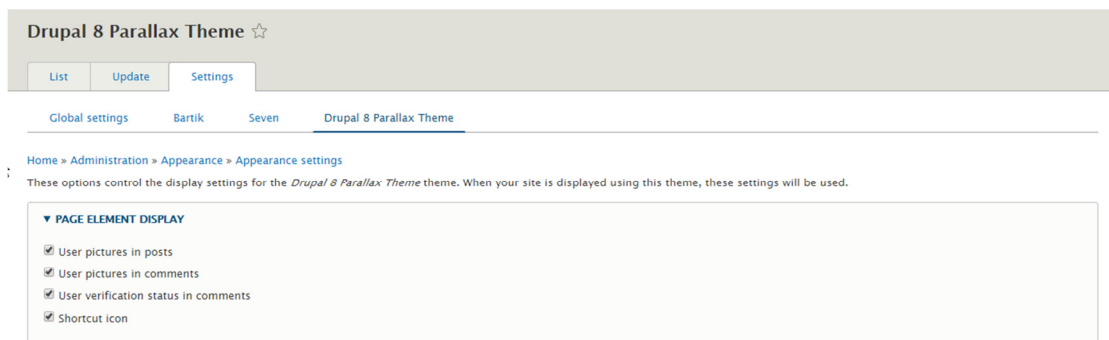 Drupal 8 Parallax Theme
List Update Settings
Global settings Bartik Seven Drupal 8 Parallax Theme
Home » Administration » Appearance » Appearance settings
These options control the display settings for the Drupal 8 Parallax Theme theme. When your site is displayed using this theme, these settings will be used.
PAGE ELEMENT DISPLAY
User pictures in posts
User pictures in comments
User verification status in comments
Shortcut icon